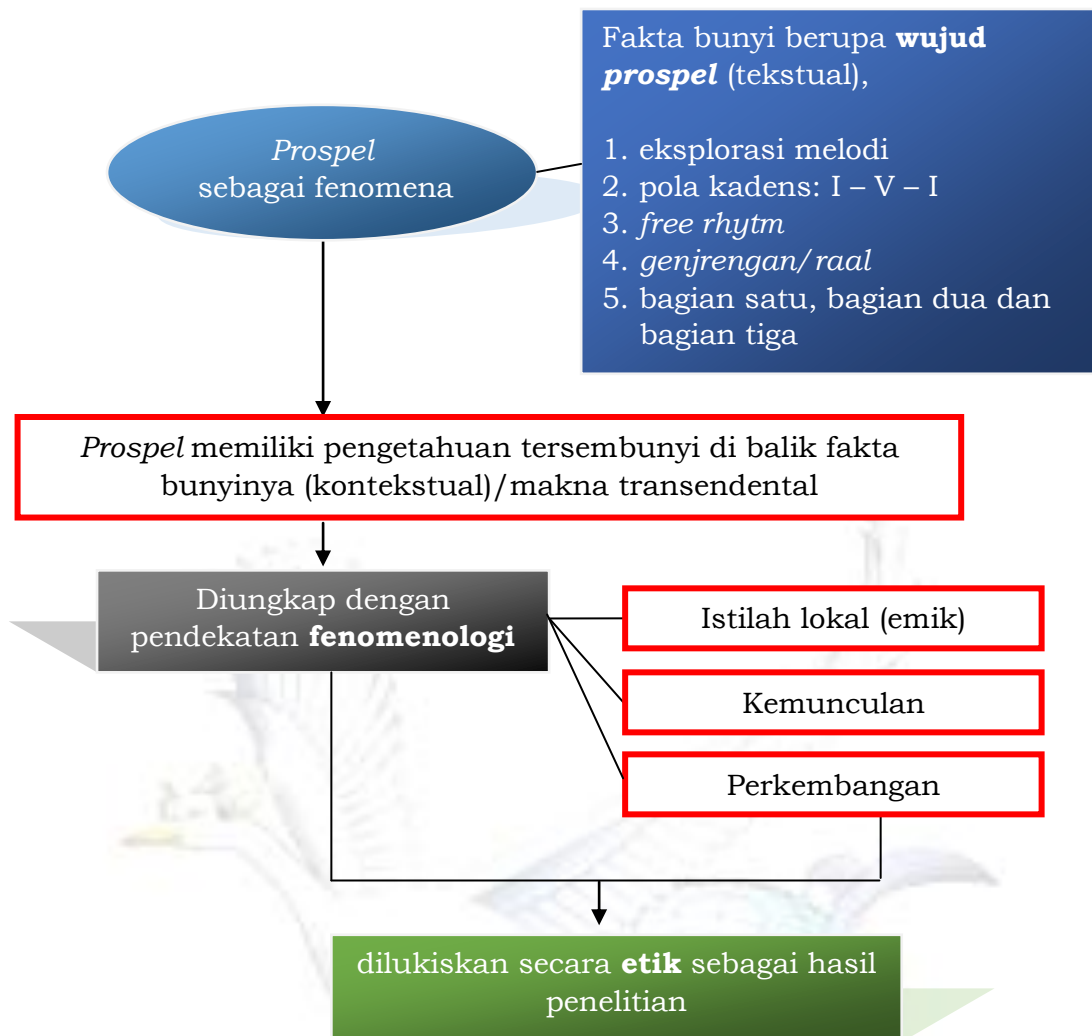 Prospel
sebagai fenomena
Fakta bunyi berupa wujud
prospel (tekstual),
1. eksplorasi melodi
2. pola kadens: I – V – I
3. free rhytm
4. genjrengan/raal
5. bagian satu, bagian dua dan
bagian tiga
Prospel memiliki pengetahuan tersembunyi di balik fakta
bunyinya (kontekstual)/makna transendental
Diungkap dengan
pendekatan fenomenologi
Istilah lokal (emik)
Kemunculan
Perkembangan
dilukiskan secara etik sebagai hasil
penelitian